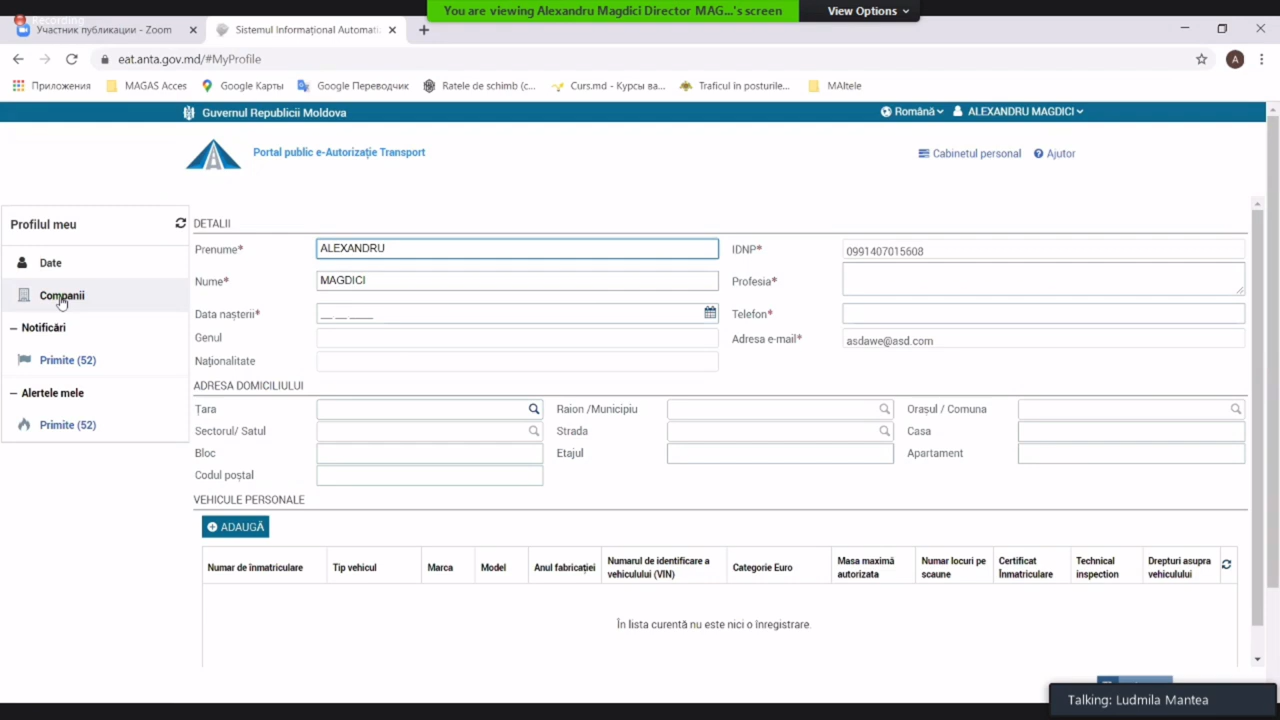 You are viewing Alexandru Magdici Director MAG...'s screen
View Options
Recording
Участник публикации - Zoom
Sistemul Informațional Automati
eat.anta.gov.md/#MyProfile
A
Приложения
MAGAS Acces
Google Карты
Google Переводчик
Ratele de schimb (c...
Curs.md - Курсы ва...
Traficul în posturile...
MAItele
Guvernul Republicii Moldova
Română
ALEXANDRU MAGDICI
Portal public e-Autorizație Transport
Cabinetul personal
Ajutor
Profilul meu
Date
Companii
Notificări
Primite (52)
Alertele mele
Primite (52)
DETALII
Prenume* ALEXANDRU
IDNP* 0991407015608
Nume* MAGDICI
Profesia*
Data nașterii* __.__.____
Telefon*
Genul
Adresa e-mail* asdawe@asd.com
Naționalitate
ADRESA DOMICILIULUI
Țara
Raion /Municipiu
Orașul / Comuna
Sectorul/ Satul
Strada
Casa
Bloc
Etajul
Apartament
Codul poștal
VEHICULE PERSONALE
ADAUGĂ
Numar de înmatriculare
Tip vehicul
Marca
Model
Anul fabricației
Numarul de identificare a
vehiculului (VIN)
Categorie Euro
Masa maximă
autorizata
Numar locuri pe
scaune
Certificat
Înmatriculare
Technical
inspection
Drepturi asupra
vehiculului
În lista curentă nu este nici o înregistrare.
Talking: Ludmila Mantea